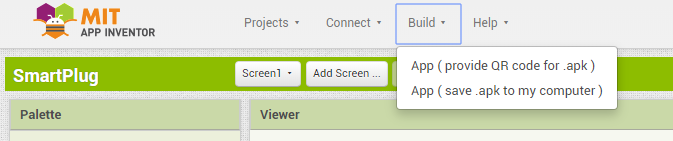 MIT
APP INVENTOR
Projects
Connect
Build
Help
App ( provide QR code for .apk )
App ( save .apk to my computer )
SmartPlug
Screen1
Add Screen ...
Palette
Viewer